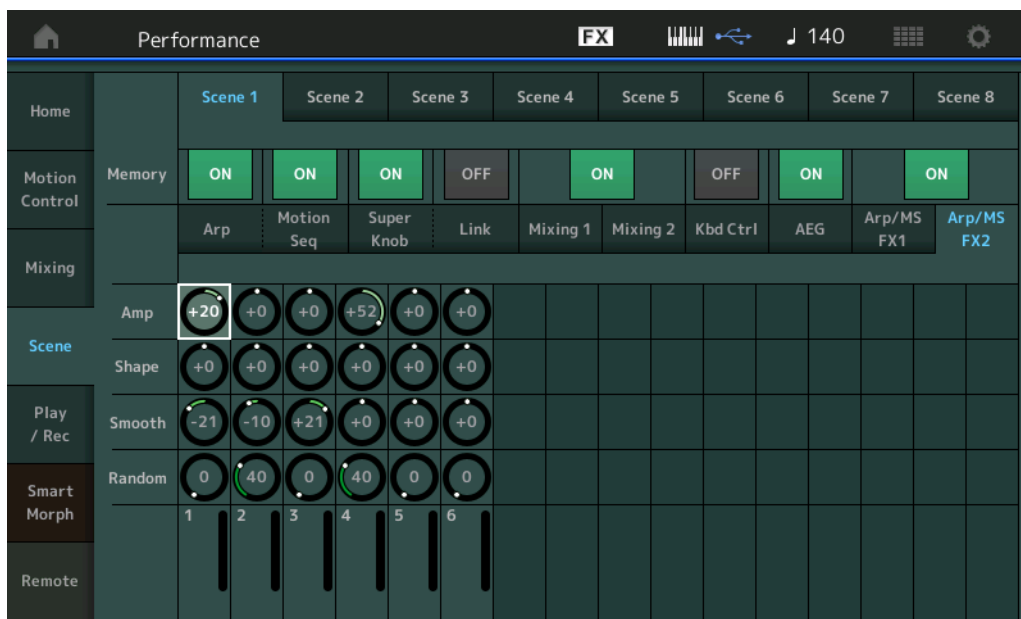 Performance FX 140
Scene 1 Scene 2 Scene 3 Scene 4 Scene 5 Scene 6 Scene 7 Scene 8
Home
Memory ON ON ON OFF ON OFF ON ON
Motion
Control
Arp Motion
Seq Super
Knob Link Mixing 1 Mixing 2 Kbd Ctrl AEG Arp/MS
FX1 Arp/MS
FX2
Mixing
Amp +20 +0 +0 +52 +0 +0
Scene
Shape +0 +0 +0 +0 +0 +0
Play
/ Rec
Smooth -21 -10 +21 +0 +0 +0
Random 0 40 0 40 0 0
Smart
Morph
1 2 3 4 5 6
Remote